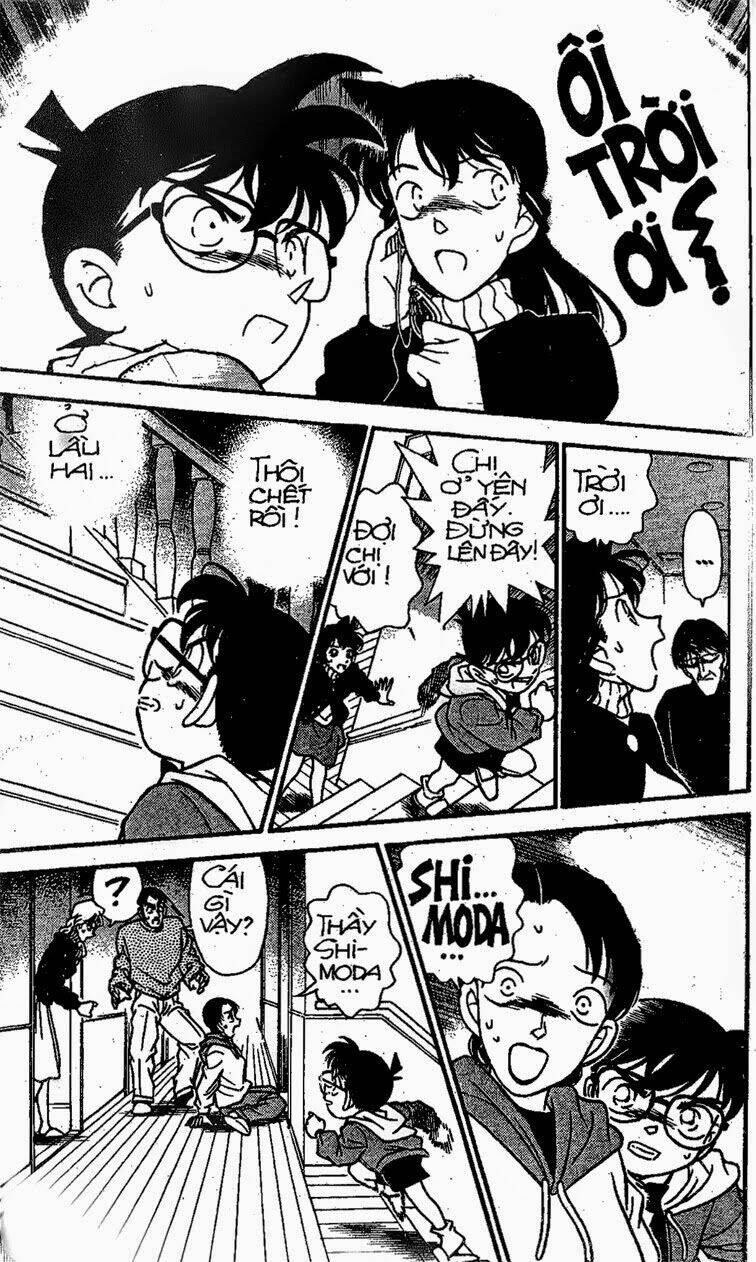 ÔI
TRỜI
ƠI!
TRỜI
ƠI....
...
CHỊ
Ở YÊN
ĐÂY.
ĐỪNG
LÊN ĐÂY!
ĐỢI
CHỊ
VỚI!
THÔI
CHẾT
RỒI!
Ở
LẦU
HAI...
SHI...
MODA
...
THẦY
SHI-
MODA
...
CÁI
GÌ
VẬY?
?